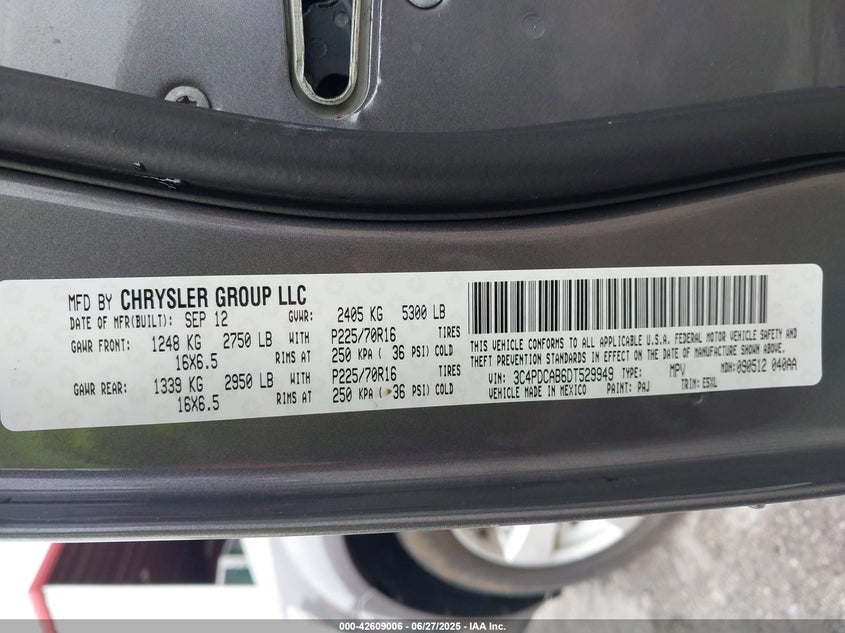 MFD BY CHRYSLER GROUP LLC
DATE OF MFR(BUILT): SEP 12 GVWR: 2405 KG 5300 LB
GAWR FRONT: 1248 KG 2750 LB WITH P225/70R16 TIRES
16X6.5 RIMS AT 250 KPA ( 36 PSI) COLD
GAWR REAR: 1339 KG 2950 LB WITH P225/70R16 TIRES
16X6.5 RIMS AT 250 KPA ( 36 PSI) COLD
THIS VEHICLE CONFORMS TO ALL APPLICABLE U.S.A. FEDERAL MOTOR VEHICLE SAFETY AND
THEFT PREVENTION STANDARDS IN EFFECT ON THE DATE OF MANUFACTURE SHOWN ABOVE.
VIN: 3C4PDCAB6DT529949 TYPE: MPV MDH:090512 040AA
VEHICLE MADE IN MEXICO PAINT: PAJ TRIM: E5XL
000-42609006 - 06/27/2025 - IAA Inc.